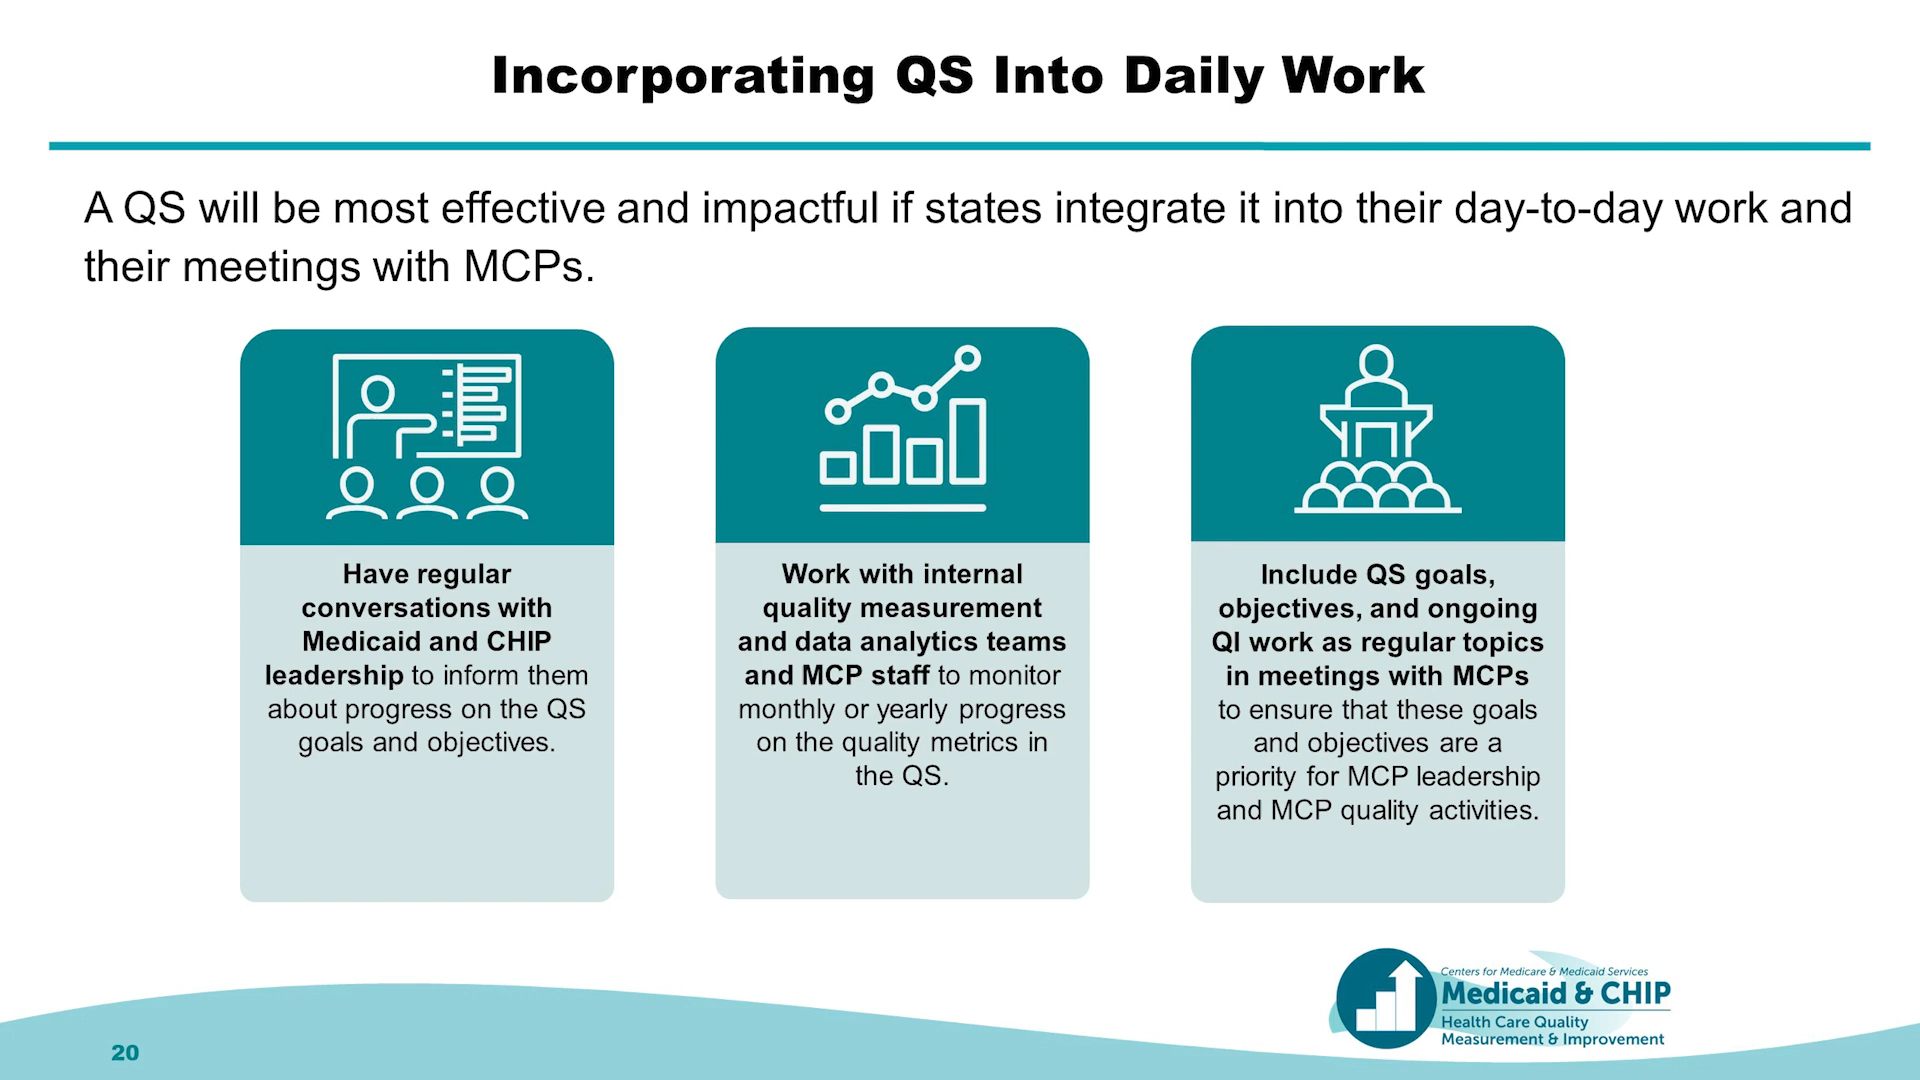 Incorporating QS Into Daily Work
A QS will be most effective and impactful if states integrate it into their day-to-day work and
their meetings with MCPs.
Have regular
conversations with
Medicaid and CHIP
leadership to inform them
about progress on the QS
goals and objectives.
Work with internal
quality measurement
and data analytics teams
and MCP staff to monitor
monthly or yearly progress
on the quality metrics in
the QS.
Include QS goals,
objectives, and ongoing
QI work as regular topics
in meetings with MCPs
to ensure that these goals
and objectives are a
priority for MCP leadership
and MCP quality activities.
Centers for Medicare & Medicaid Services
Medicaid & CHIP
Health Care Quality
Measurement & Improvement
20